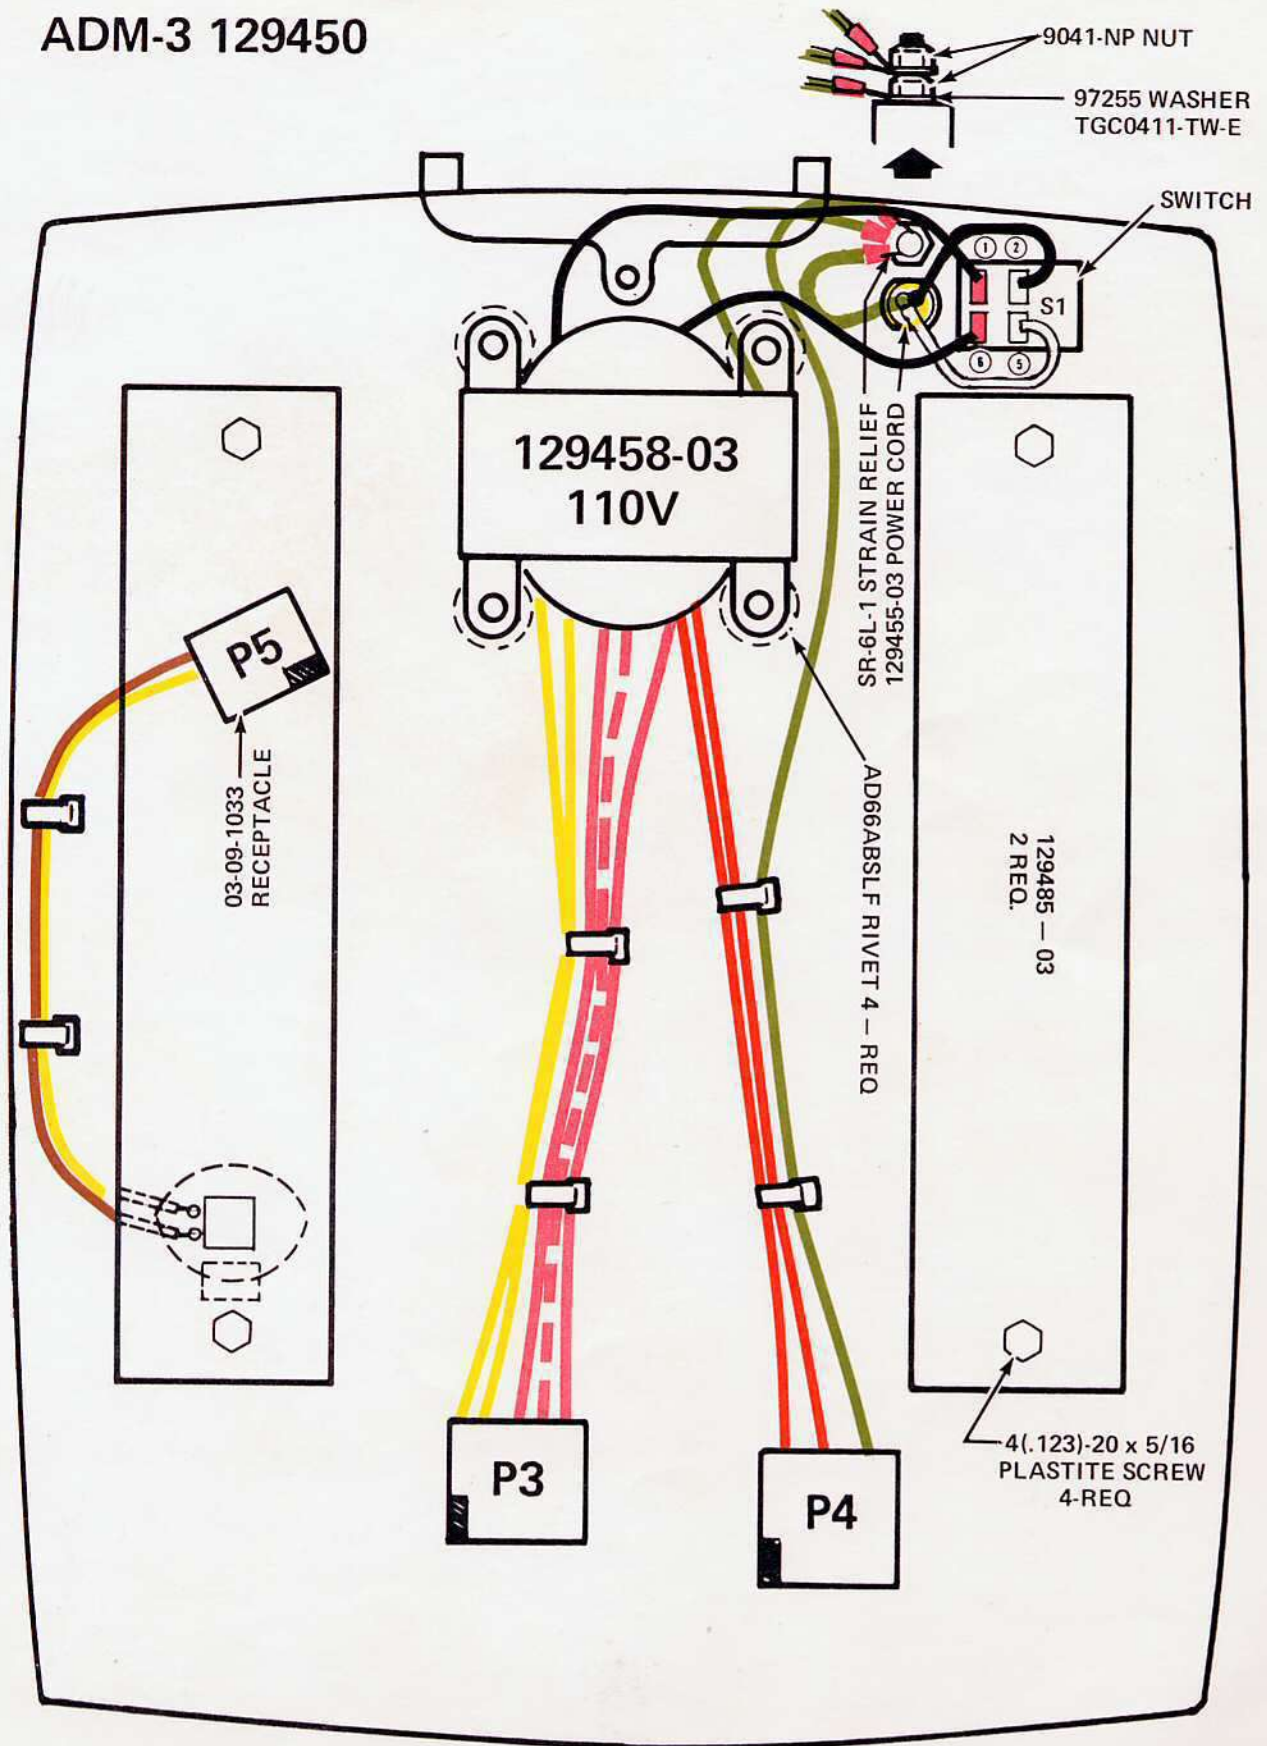 ADM-3 129450
9041-NP NUT
97255 WASHER
TGC0411-TW-E
SWITCH
1 2
S1
6 5
129458-03
110V
SR-6L-1 STRAIN RELIEF
129455-03 POWER CORD
P5
03-09-1033
RECEPTACLE
AD66ABSLF RIVET 4 — REQ
129485 — 03
2 REQ.
P3
P4
4(.123)-20 x 5/16
PLASTITE SCREW
4-REQ